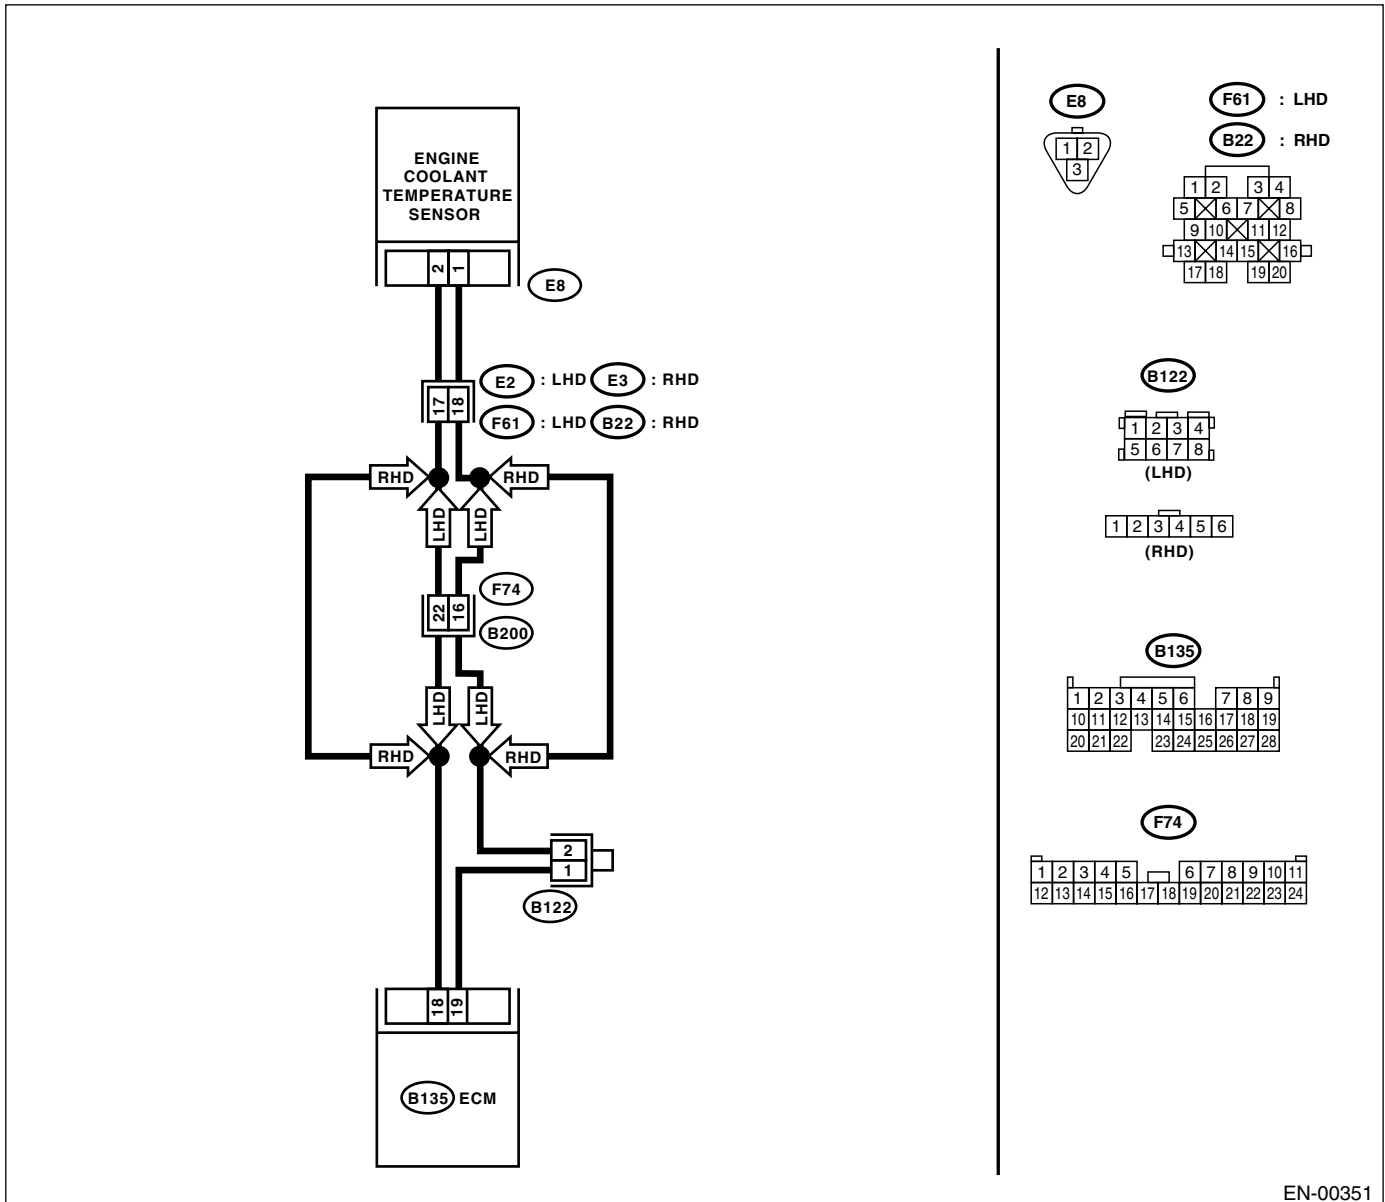 ENGINE
COOLANT
TEMPERATURE
SENSOR
2 1
E8
E2 : LHD E3 : RHD
17 18
F61 : LHD B22 : RHD
RHD RHD
LHD LHD
F74
22 16
B200
LHD LHD
RHD RHD
2
1
B122
18 19
B135 ECM
E8
1 2
3
F61 : LHD
B22 : RHD
1 2 3 4
5 6 7 8
9 10 11 12
13 14 15 16
17 18 19 20
B122
1 2 3 4
5 6 7 8
(LHD)
1 2 3 4 5 6
(RHD)
B135
1 2 3 4 5 6 7 8 9
10 11 12 13 14 15 16 17 18 19
20 21 22 23 24 25 26 27 28
F74
1 2 3 4 5 6 7 8 9 10 11
12 13 14 15 16 17 18 19 20 21 22 23 24
EN-00351